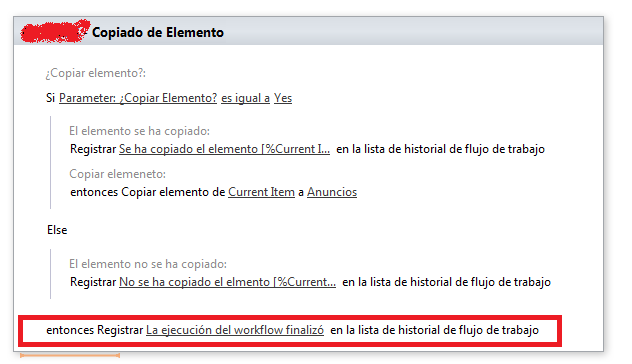 Copiado de Elemento
¿Copiar elemento?:
Si Parameter: ¿Copiar Elemento? es igual a Yes
El elemento se ha copiado:
Registrar Se ha copiado el elemento [%Current I... en la lista de historial de flujo de trabajo
Copiar elemeneto:
entonces Copiar elemento de Current Item a Anuncios
Else
El elemento no se ha copiado:
Registrar No se ha copiado el elmento [%Current... en la lista de historial de flujo de trabajo
entonces Registrar La ejecución del workflow finalizó en la lista de historial de flujo de trabajo